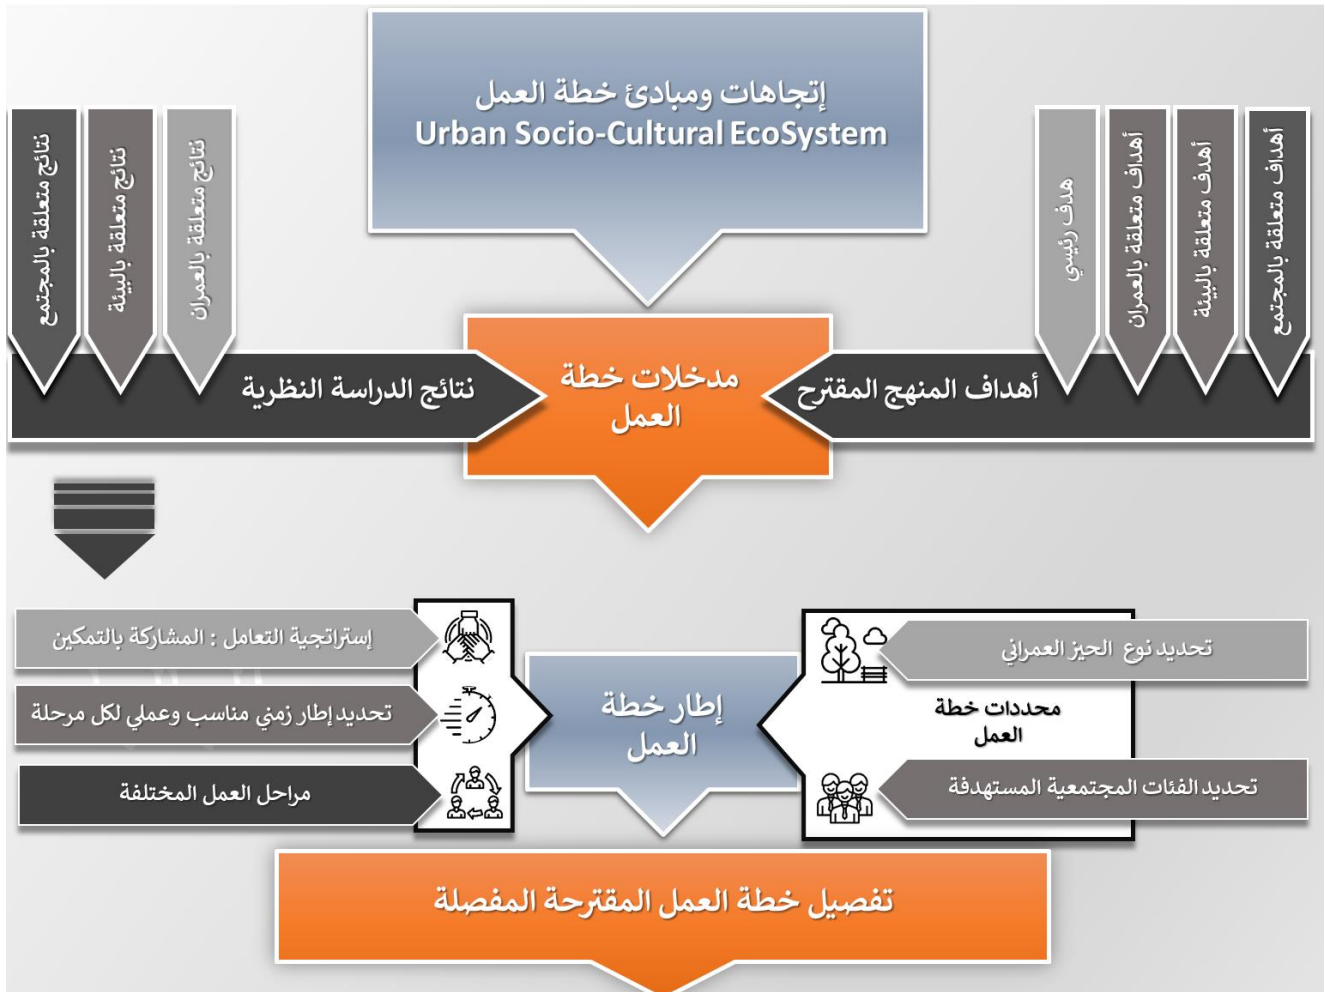 إتجاهات ومبادئ خطة العمل
Urban Socio-Cultural EcoSystem
أهداف متعلقة بالمجتمع
أهدف متعلقة بالبيئة
أهداف متعلقة بالعمران
هدف رئيسي
نتائج متعلقة بالعمران
نتائج متعلقة بالبيئة
نتائج متعلقة بالمجتمع
أهداف المنهج المقترح
مدخلات خطة
العمل
نتائج الدراسة النظرية
تحديد نوع الحيز العمراني
محددات خطة
العمل
تحديد الفئات المجتمعية المستهدفة
إطار خطة
العمل
إستراتجية التعامل : المشاركة بالتمكين
تحديد إطار زمني مناسب وعملي لكل مرحلة
مراحل العمل المختلفة
تفصيل خطة العمل المقترحة المفصلة